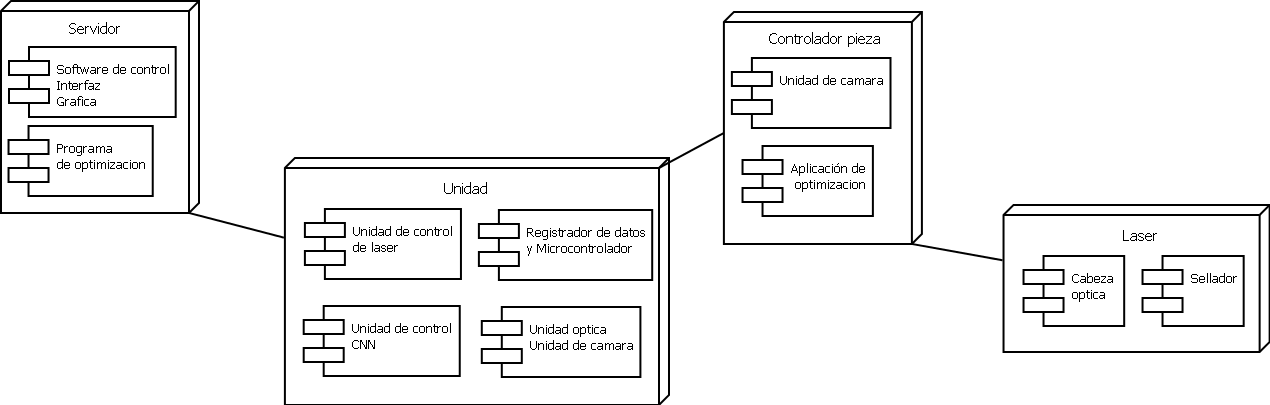 Servidor
Software de control
Interfaz
Grafica
Programa
de optimizacion
Unidad
Unidad de control
de laser
Registrador de datos
y Microcontrolador
Unidad de control
CNN
Unidad optica
Unidad de camara
Controlador pieza
Unidad de camara
Aplicación de
optimizacion
Laser
Cabeza
optica
Sellador